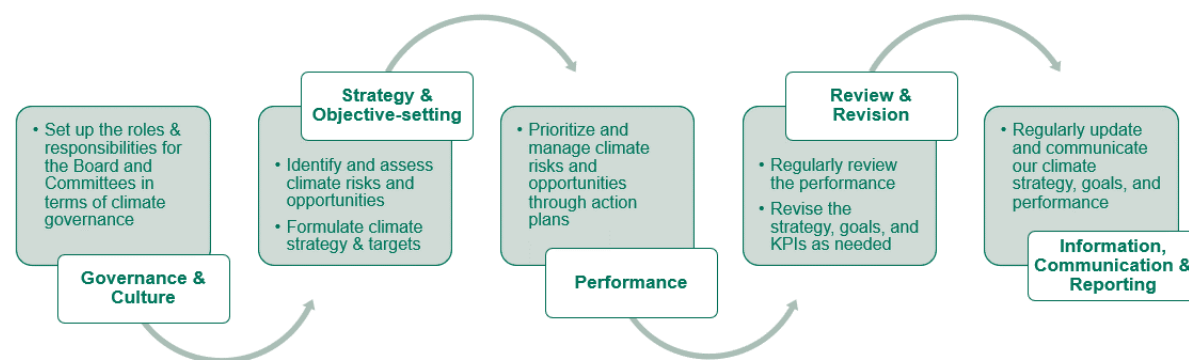 • Set up the roles &
responsibilities for
the Board and
Committees in
terms of climate
governance
Governance &
Culture
Strategy &
Objective-setting
• Identify and assess
climate risks and
opportunities
• Formulate climate
strategy & targets
• Prioritize and
manage climate
risks and
opportunities
through action
plans
Performance
Review &
Revision
• Regularly review
the performance
• Revise the
strategy, goals, and
KPIs as needed
• Regularly update
and communicate
our climate
strategy, goals, and
performance
Information,
Communication &
Reporting